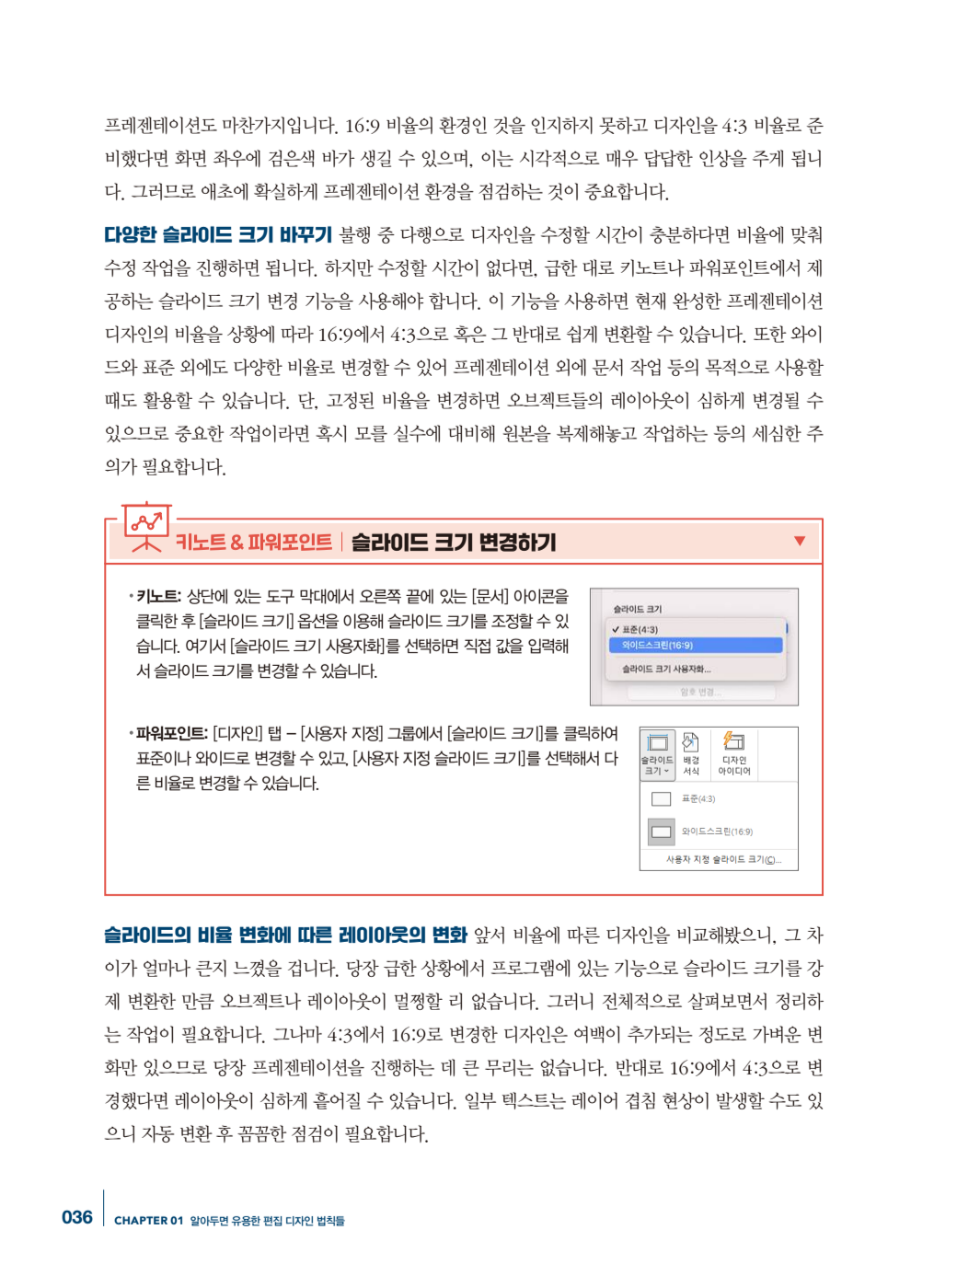 프레젠테이션도 마찬가지입니다. 16:9 비율의 환경인 것을 인지하지 못하고 디자인을 4:3 비율로 준
비했다면 화면 좌우에 검은색 바가 생길 수 있으며, 이는 시각적으로 매우 답답한 인상을 주게 됩니
다. 그러므로 애초에 확실하게 프레젠테이션 환경을 점검하는 것이 중요합니다.
다양한 슬라이드 크기 바꾸기 불행 중 다행으로 디자인을 수정할 시간이 충분하다면 비율에 맞춰
수정 작업을 진행하면 됩니다. 하지만 수정할 시간이 없다면, 급한 대로 키노트나 파워포인트에서 제
공하는 슬라이드 크기 변경 기능을 사용해야 합니다. 이 기능을 사용하면 현재 완성한 프레젠테이션
디자인의 비율을 상황에 따라 16:9에서 4:3으로 혹은 그 반대로 쉽게 변환할 수 있습니다. 또한 와이
드와 표준 외에도 다양한 비율로 변경할 수 있어 프레젠테이션 외에 문서 작업 등의 목적으로 사용할
때도 활용할 수 있습니다. 단, 고정된 비율을 변경하면 오브젝트들의 레이아웃이 심하게 변경될 수
있으므로 중요한 작업이라면 혹시 모를 실수에 대비해 원본을 복제해놓고 작업하는 등의 세심한 주
의가 필요합니다.
키노트 & 파워포인트 | 슬라이드 크기 변경하기 ▼
• 키노트: 상단에 있는 도구 막대에서 오른쪽 끝에 있는 [문서] 아이콘을
클릭한 후 [슬라이드 크기] 옵션을 이용해 슬라이드 크기를 조정할 수 있
습니다. 여기서 [슬라이드 크기 사용자화]를 선택하면 직접 값을 입력해
서 슬라이드 크기를 변경할 수 있습니다.
슬라이드 크기
✓ 표준(4:3)
와이드스크린(16:9)
슬라이드 크기 사용자화...
암호 변경...
• 파워포인트: [디자인] 탭 – [사용자 지정] 그룹에서 [슬라이드 크기]를 클릭하여
표준이나 와이드로 변경할 수 있고, [사용자 지정 슬라이드 크기]를 선택해서 다
른 비율로 변경할 수 있습니다.
슬라이드 배경 디자인
크기 서식 아이디어
표준(4:3)
와이드스크린(16:9)
사용자 지정 슬라이드 크기(C)...
슬라이드의 비율 변화에 따른 레이아웃의 변화 앞서 비율에 따른 디자인을 비교해봤으니, 그 차
이가 얼마나 큰지 느꼈을 겁니다. 당장 급한 상황에서 프로그램에 있는 기능으로 슬라이드 크기를 강
제 변환한 만큼 오브젝트나 레이아웃이 멀쩡할 리 없습니다. 그러니 전체적으로 살펴보면서 정리하
는 작업이 필요합니다. 그나마 4:3에서 16:9로 변경한 디자인은 여백이 추가되는 정도로 가벼운 변
화만 있으므로 당장 프레젠테이션을 진행하는 데 큰 무리는 없습니다. 반대로 16:9에서 4:3으로 변
경했다면 레이아웃이 심하게 흩어질 수 있습니다. 일부 텍스트는 레이어 겹침 현상이 발생할 수도 있
으니 자동 변환 후 꼼꼼한 점검이 필요합니다.
036 CHAPTER 01 알아두면 유용한 편집 디자인 법칙들